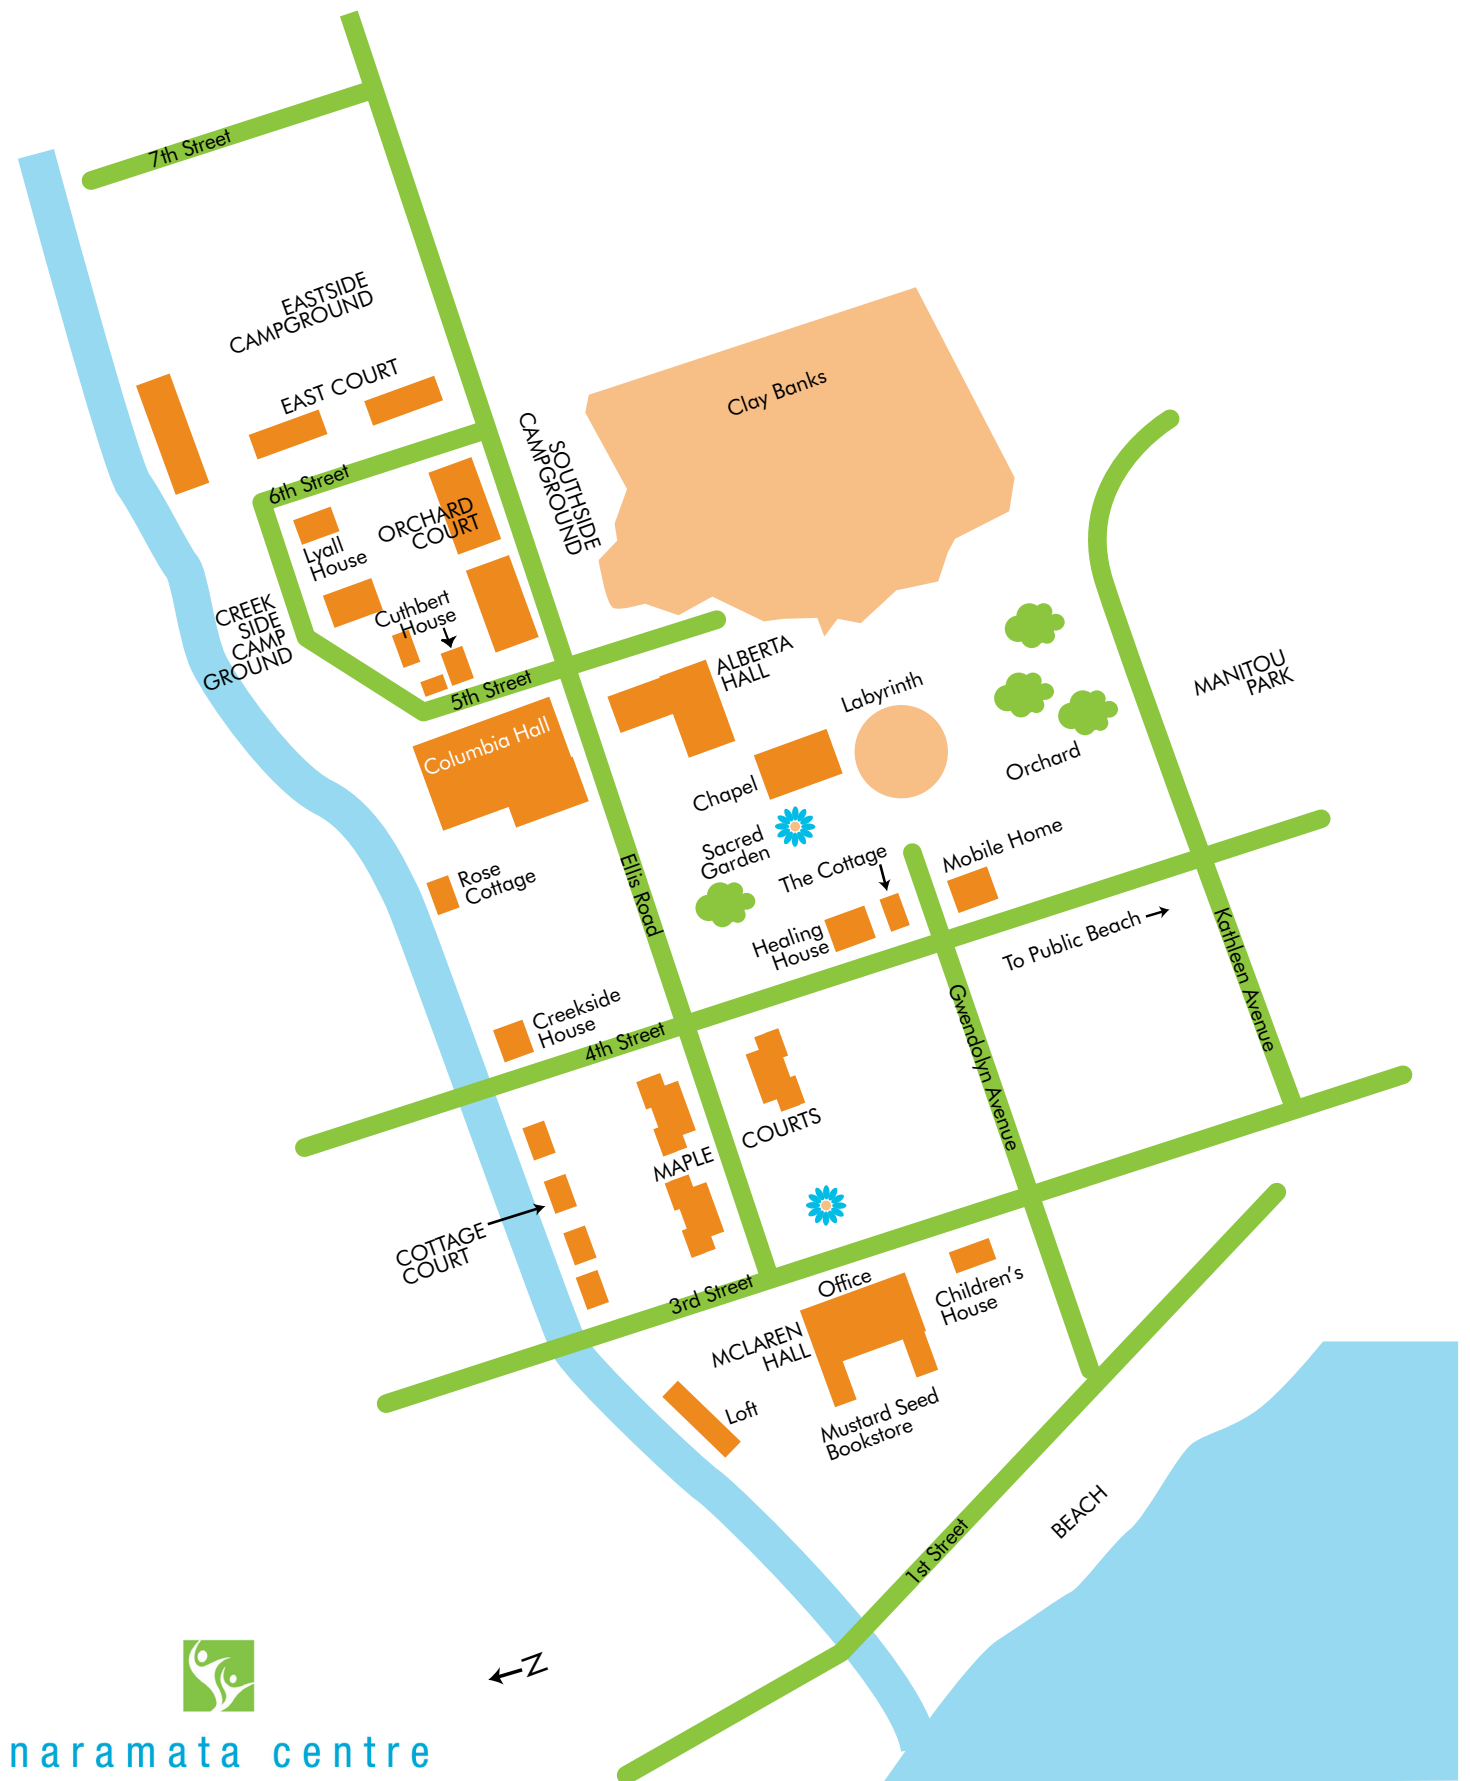 7th Street
EASTSIDE
CAMPGROUND
EAST COURT
Clay Banks
SOUTHSIDE
CAMPGROUND
6th Street
ORCHARD
COURT
Lyall
House
Cuthbert
House
CREEK
SIDE
CAMP
GROUND
5th Street
ALBERTA
HALL
Labyrinth
MANITOU
PARK
Columbia Hall
Orchard
Chapel
Sacred
Garden
The Cottage
Mobile Home
Rose
Cottage
Ellis Road
Healing
House
To Public Beach
Kathleen Avenue
Creekside
House
4th Street
Gwendolyn Avenue
COURTS
MAPLE
COTTAGE
COURT
3rd Street
Office
Children's
House
MCLAREN
HALL
Loft
Mustard Seed
Bookstore
BEACH
1st Street
N
naramata centre